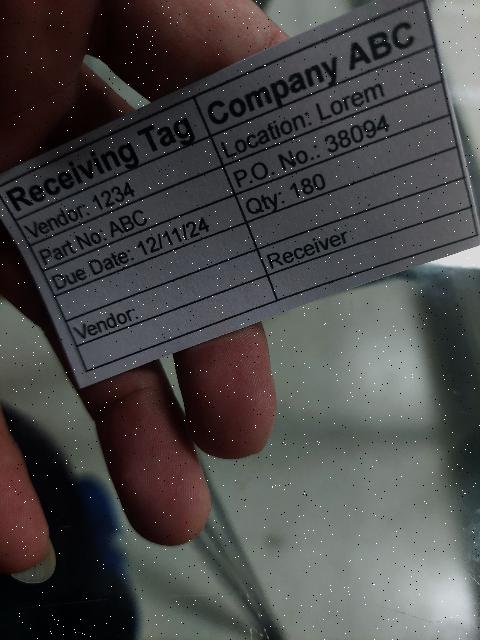 Receiving Tag Company ABC
Vendor: 1234 Location: Lorem
Part No: ABC P.O. No.: 38094
Due Date: 12/11/24 Qty: 180
Vendor: Receiver: